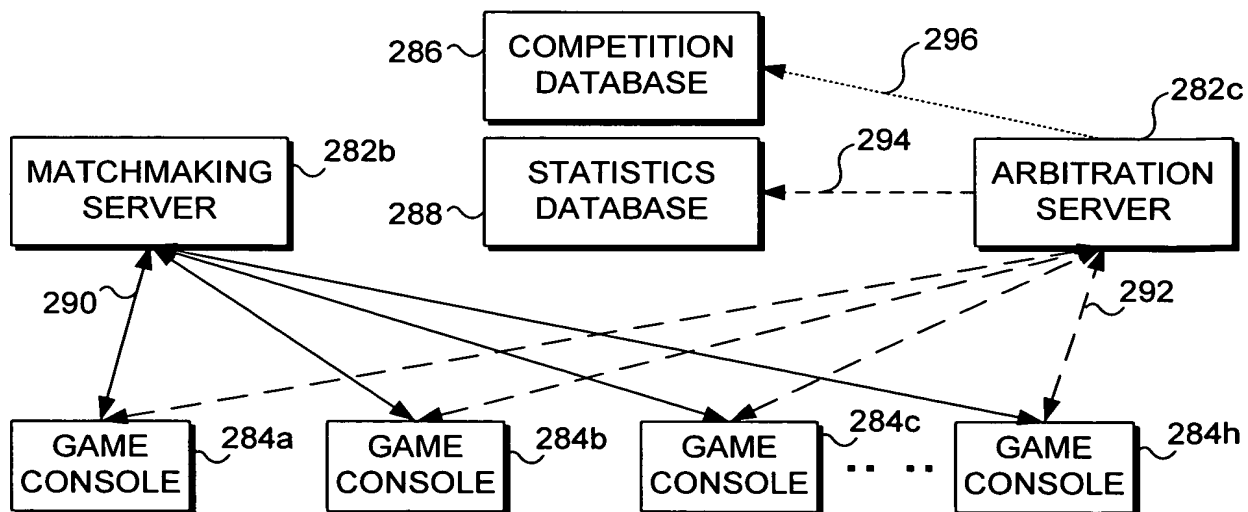 286
COMPETITION
DATABASE
296
282c
MATCHMAKING
SERVER
282b
288
STATISTICS
DATABASE
294
ARBITRATION
SERVER
290
292
GAME
CONSOLE
284a
GAME
CONSOLE
284b
GAME
CONSOLE
284c
GAME
CONSOLE
284h